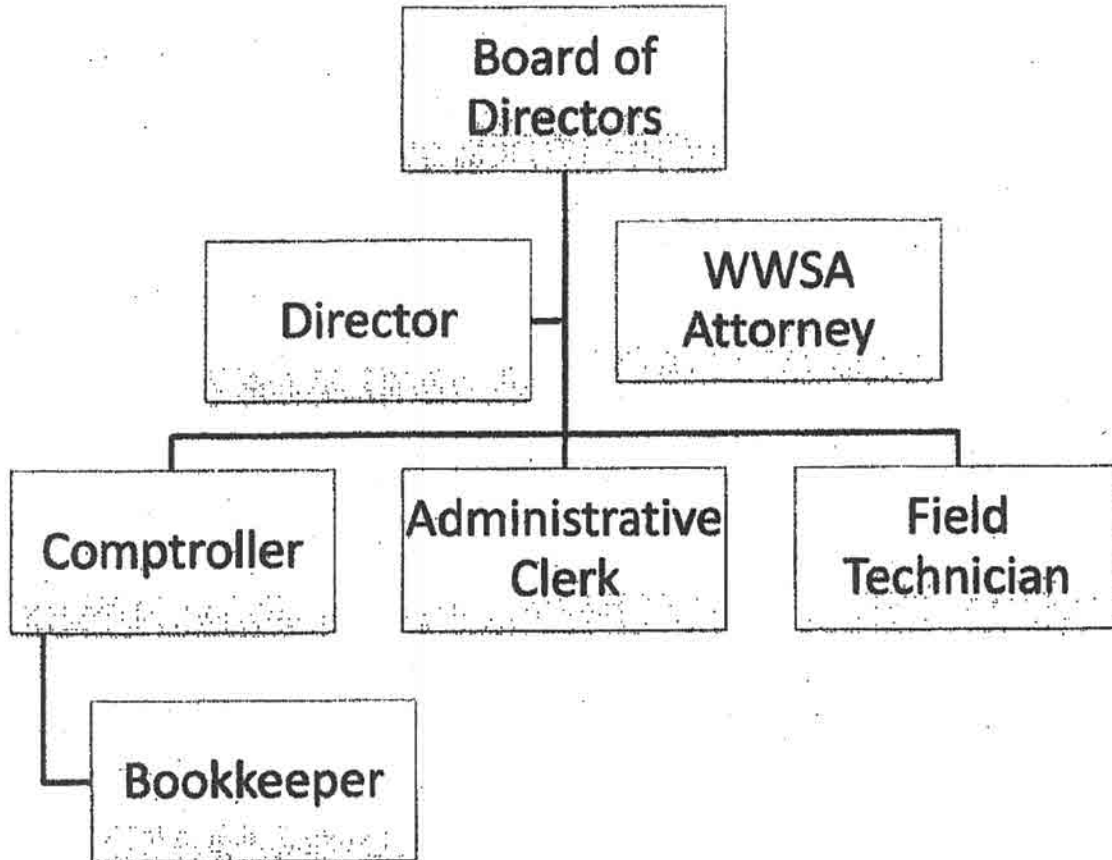 Board of
Directors
Director
WWSA
Attorney
Comptroller
Administrative
Clerk
Field
Technician
Bookkeeper